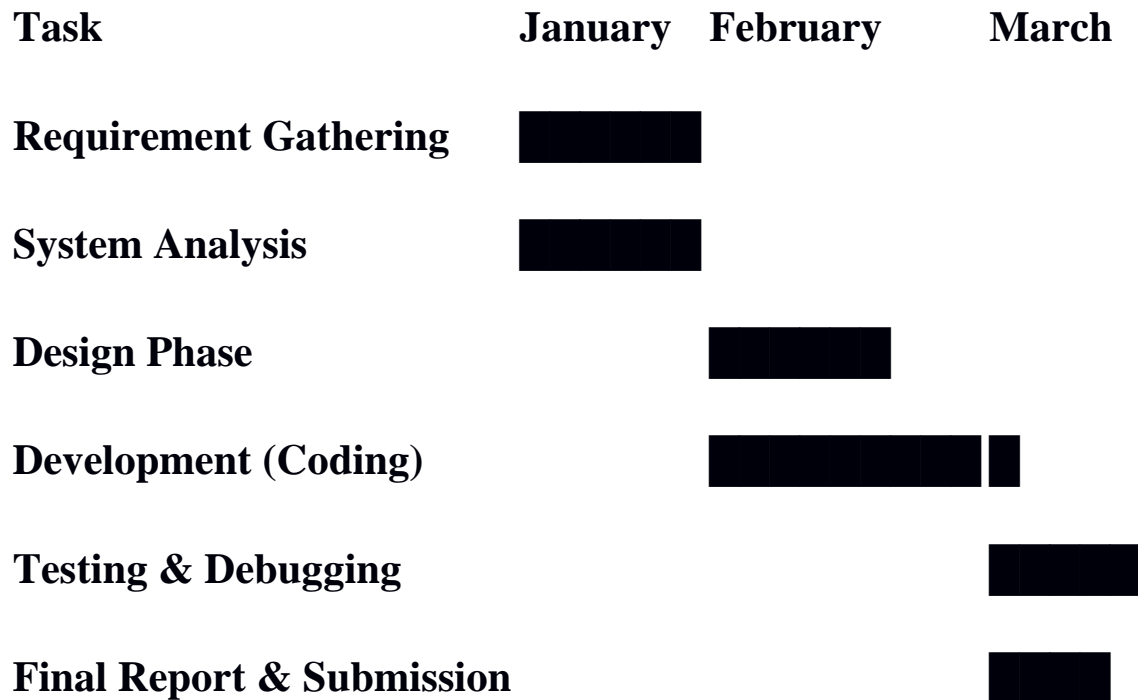 Task January February March
Requirement Gathering
System Analysis
Design Phase
Development (Coding)
Testing & Debugging
Final Report & Submission